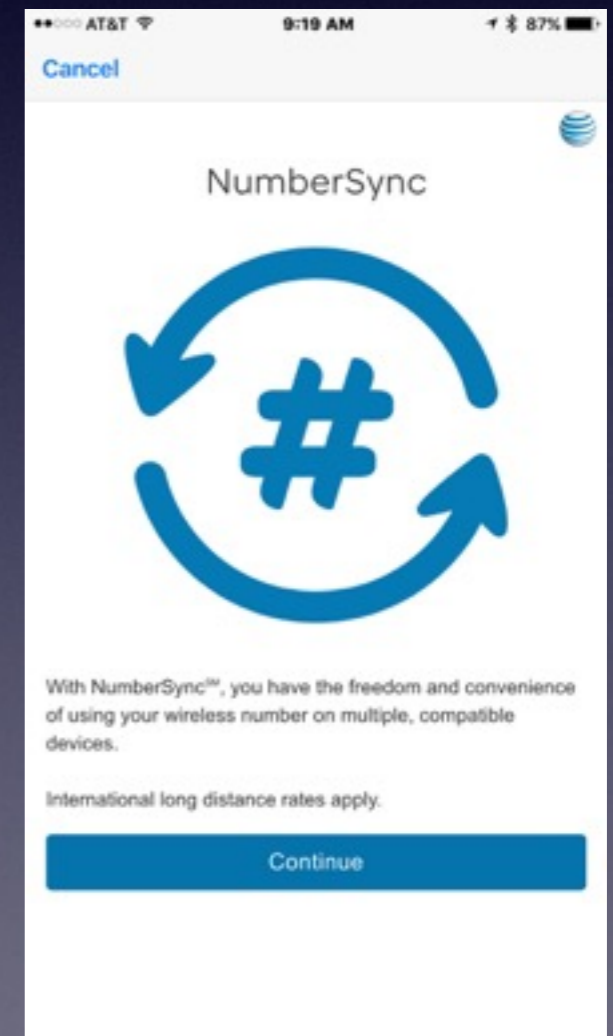 AT&T 9:19 AM 87%
Cancel
NumberSync
#
With NumberSync℠, you have the freedom and convenience
of using your wireless number on multiple, compatible
devices.
International long distance rates apply.
Continue